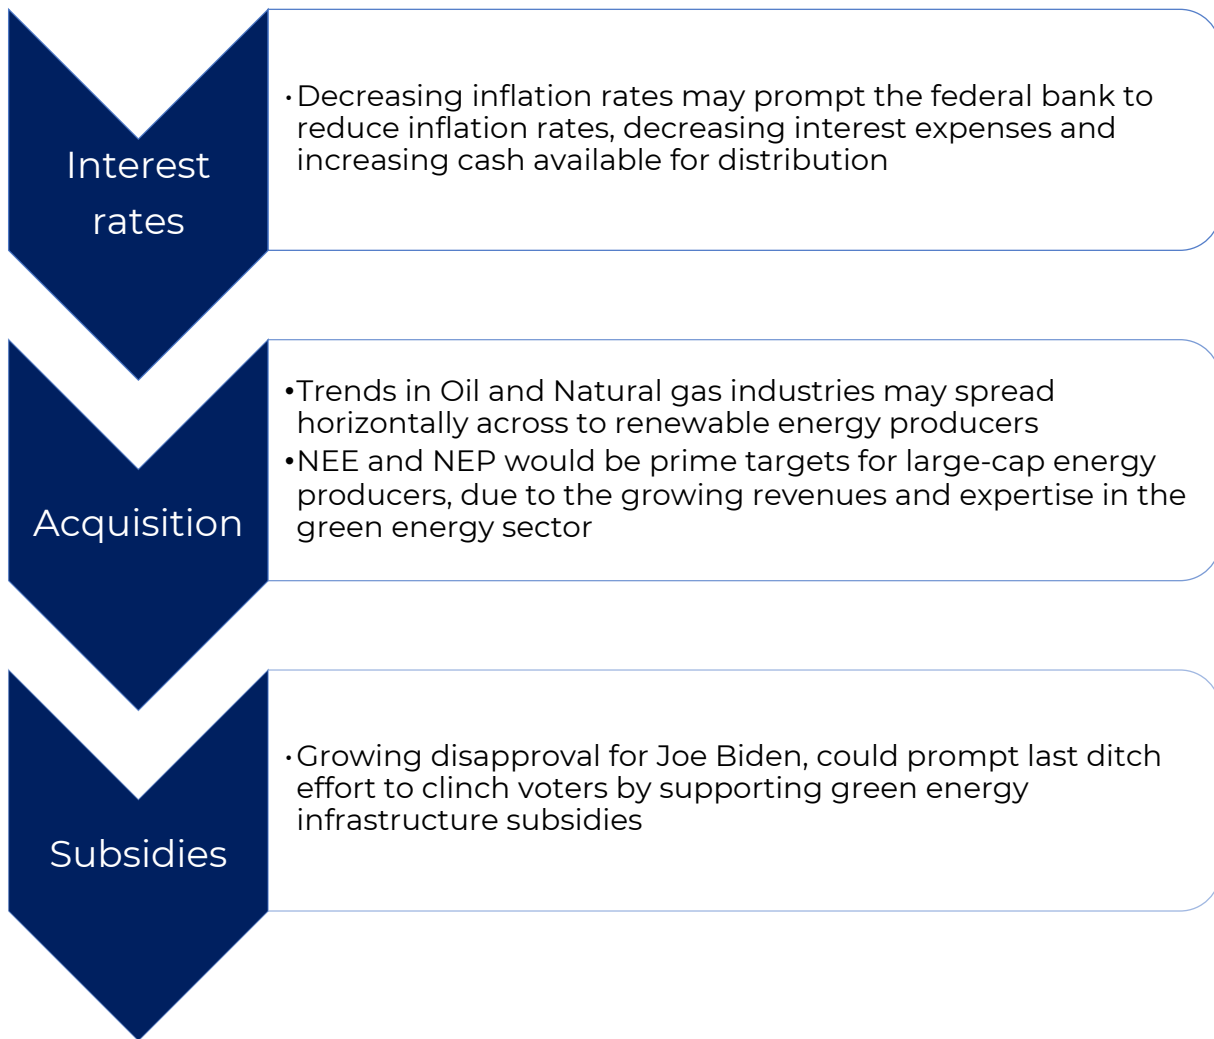 Interest
rates
· Decreasing inflation rates may prompt the federal bank to
reduce inflation rates, decreasing interest expenses and
increasing cash available for distribution
Acquisition
•Trends in Oil and Natural gas industries may spread
horizontally across to renewable energy producers
•NEE and NEP would be prime targets for large-cap energy
producers, due to the growing revenues and expertise in the
green energy sector
Subsidies
· Growing disapproval for Joe Biden, could prompt last ditch
effort to clinch voters by supporting green energy
infrastructure subsidies